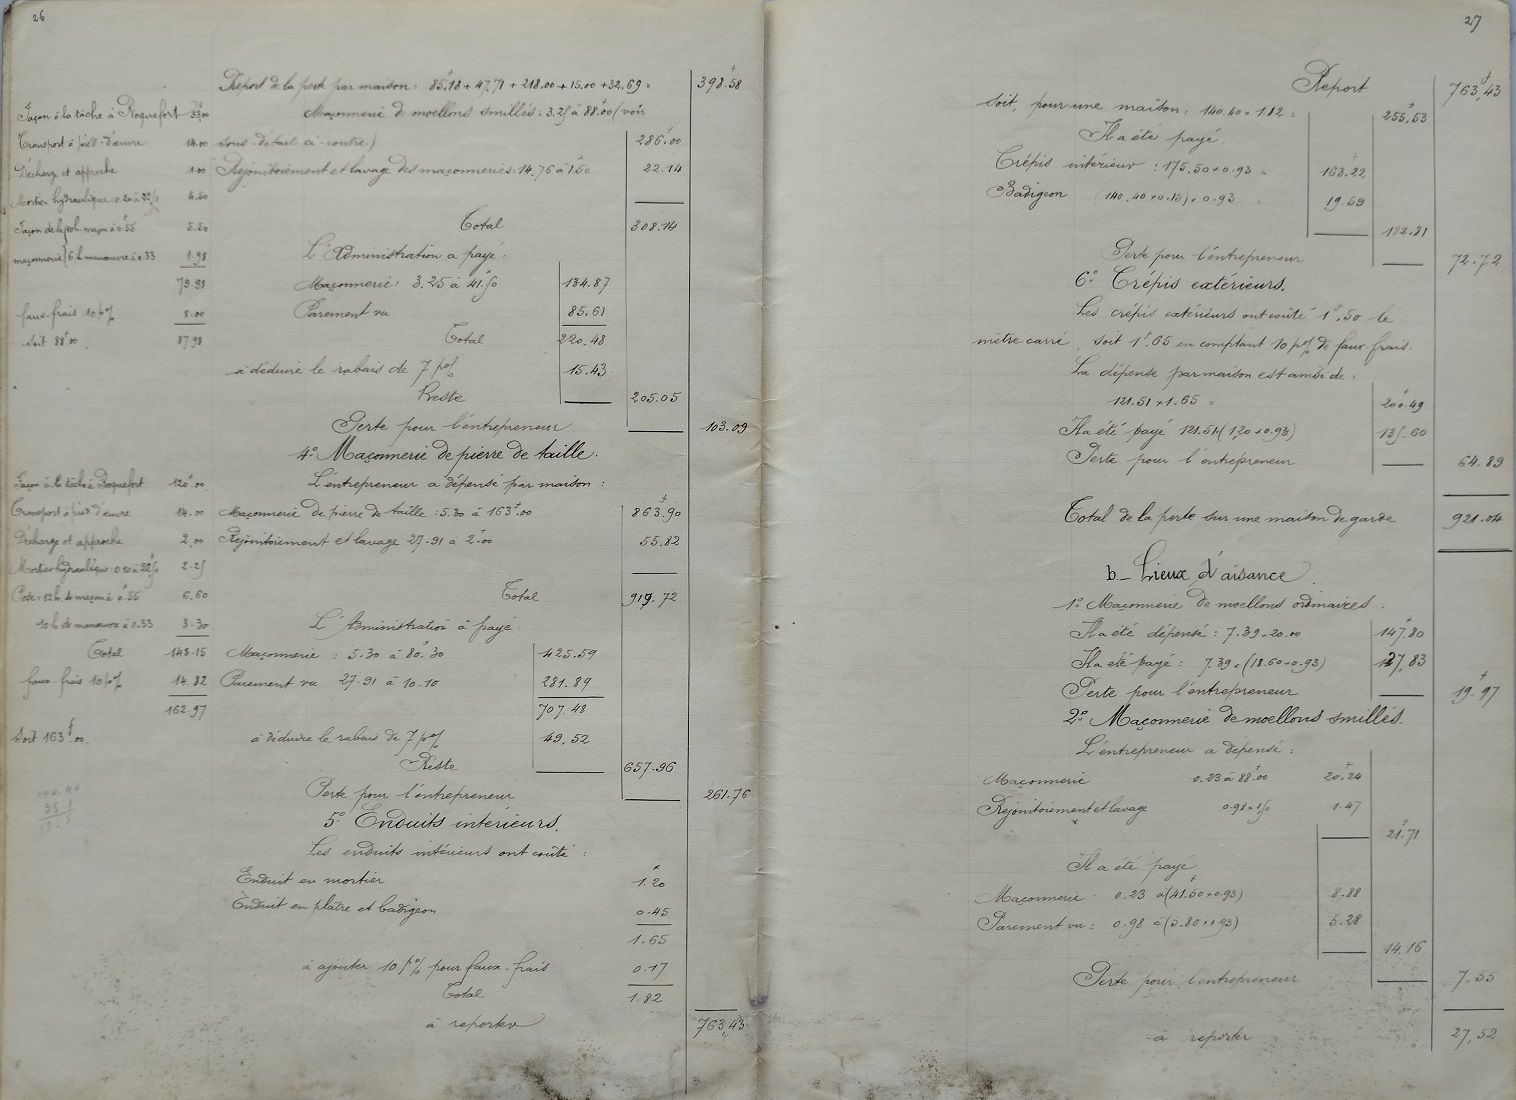 26
Report de la perte par maison : 85.18 + 47.71 + 218.00 + 15.00 + 32.69 = 398.58
Façon à la tâche à Roquefort 53.00
Maçonnerie de moellons smillés : 3.25 à 88.00 (voir
Transport à pied-d'œuvre 14.00
sous détail ci-contre) 286.00
Décharge et approche 1.00
Rejointoiement et lavage des maçonneries : 14.76 à 1.50 22.14
Mortier hydraulique 0.20 à 22.50 4.50
Total 308.14
Façon de la 10h. maçon à 0.55 5.50
maçonnerie 6h manœuvre à 0.33 1.98
L'Administration a payé :
79.98
Maçonnerie : 3.25 à 41.50 134.87
faux-frais 10 p% 8.00
Parement vu 85.61
soit 88.00 87.98
Total 220.48
à déduire le rabais de 7 p% 15.43
Reste 205.05
Perte pour l'entrepreneur 103.09
4° Maçonnerie de pierre de taille.
L'entrepreneur a dépensé par maison :
Façon à la tâche à Roquefort 120.00
Transport à pied d'œuvre 14.00
Maçonnerie de pierre de taille : 5.30 à 163.00 863.90
Décharge et approche 2.00
Rejointoiement et lavage 27.91 à 2.00 55.82
Mortier hydraulique 0.10 à 22.50 2.25
Pose : 12h. de maçon à 0.55 6.60
Total 919.72
10h de manœuvre à 0.33 3.30
L'Administration à payé
Total 148.15
Maçonnerie : 5.30 à 80.30 425.59
faux-frais 10 p% 14.82
Parement vu 27.91 à 10.10 281.89
162.97
707.48
Soit 163.00.
à déduire le rabais de 7 p% 49.52
Reste 657.96
Perte pour l'entrepreneur 261.76
5° Enduits intérieurs.
Les enduits intérieurs ont coûté :
Enduit en mortier 1.20
Enduit en plâtre et badigeon 0.45
1.65
à ajouter 10 p% pour faux-frais 0.17
Total 1.82
à reporter 763,43
27
Report 763,43
soit, pour une maison : 140.40 × 1.82 = 255,53
Il a été payé :
Crépis intérieur : 175.50 × 0.93 = 163.22
Badigeon (140.40 × 0.15) × 0.93 19.59
182.81
Perte pour l'entrepreneur 72.72
6° Crépis extérieurs.
Les crépis extérieurs ont coûté 1f,50 le
mètre carré, soit 1f.65 en comptant 10 p% de faux-frais.
La dépense par maison est ainsi de :
121.51 × 1.65 = 200.49
Il a été payé 121.51 (1,20 × 0.93) 135.60
Perte pour l'entrepreneur 64.89
Total de la perte sur une maison de garde 921.04
b_ Lieux d'aisance.
1° Maçonnerie de moellons ordinaires.
Il a été dépensé : 7.39 × 20.00 147.80
Il a été payé : 7.39 × (18.60 × 0.93) 127,83
Perte pour l'entrepreneur 19.97
2° Maçonnerie de moellons smillés.
L'entrepreneur a dépensé :
Maçonnerie 0.23 à 88.00 20.24
Rejointoiement et lavage 0.98 × 1.50 1.47
21.71
Il a été payé
Maçonnerie : 0.23 à (41.50 × 0.93) 8.88
Parement vu : 0.98 à (5.80 × 0.93) 5.28
14.16
Perte pour l'entrepreneur 7.55
à reporter 27,52